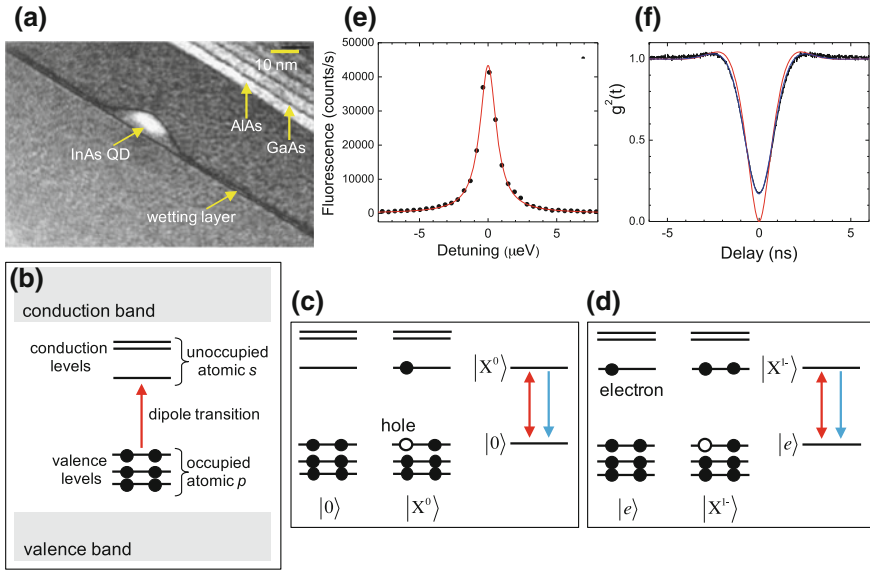 (a)
10 nm
AlAs
GaAs
InAs QD
wetting layer
(e)
50000
40000
30000
20000
10000
0
Fluorescence (counts/s)
-5
0
5
Detuning (μeV)
(f)
1.0
0.5
0.0
g²(t)
-5
0
5
Delay (ns)
(b)
conduction band
conduction levels
unoccupied atomic s
dipole transition
valence levels
occupied atomic p
valence band
(c)
hole
|X⁰⟩
|0⟩
|0⟩
|X⁰⟩
(d)
electron
|X¹⁻⟩
|e⟩
|e⟩
|X¹⁻⟩